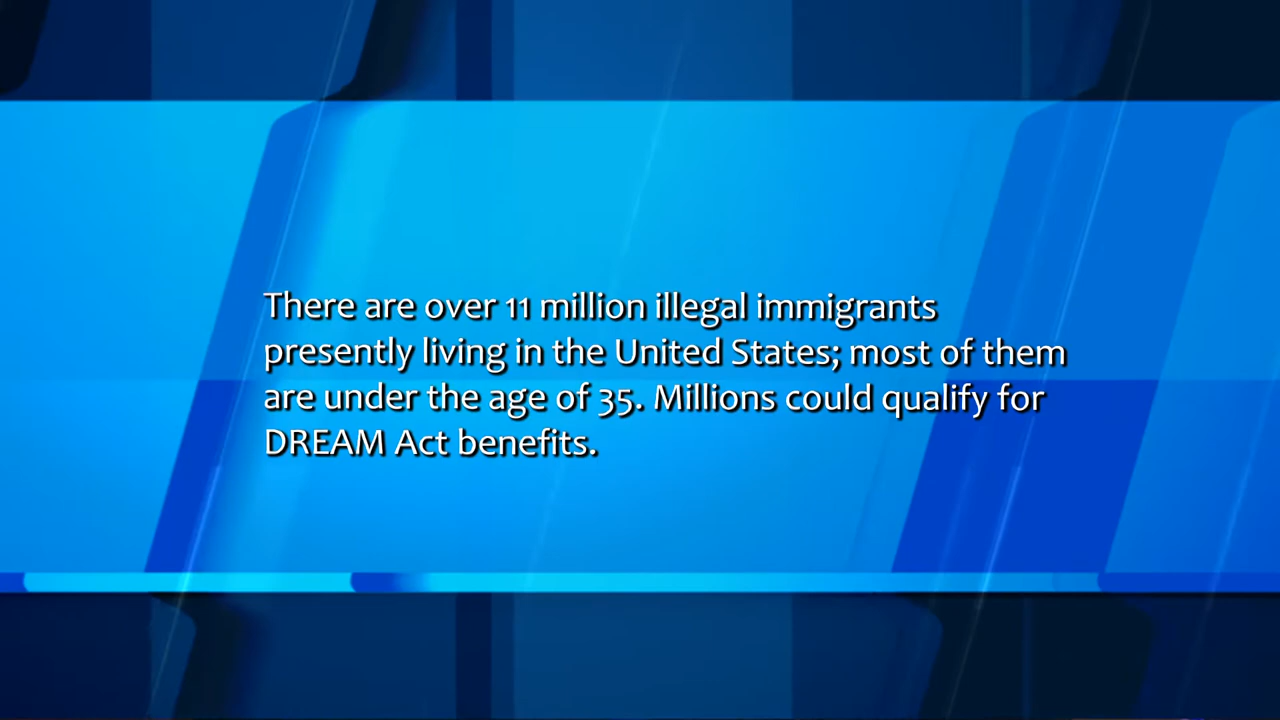 There are over 11 million illegal immigrants
presently living in the United States; most of them
are under the age of 35. Millions could qualify for
DREAM Act benefits.